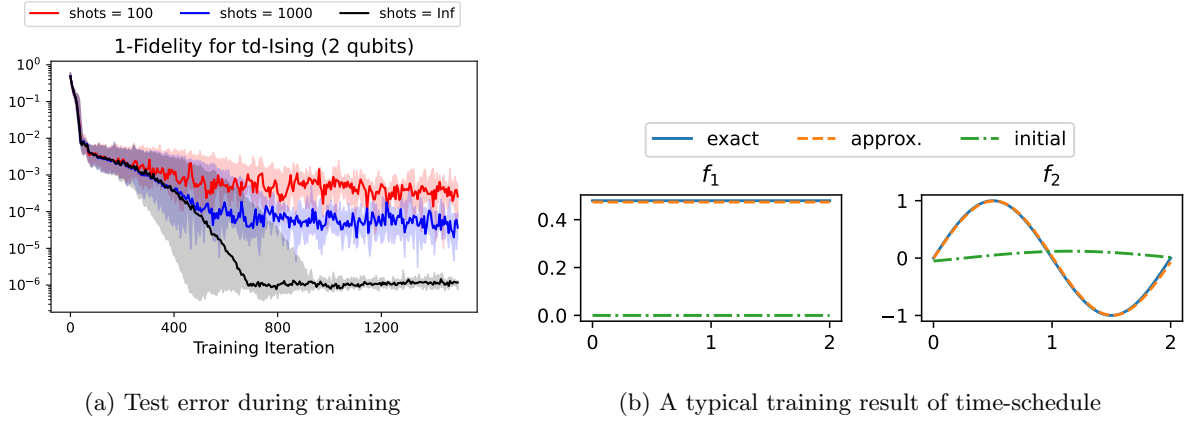 shots = 100 shots = 1000 shots = Inf
1-Fidelity for td-Ising (2 qubits)
10^0
10^-1
10^-2
10^-3
10^-4
10^-5
10^-6
0 400 800 1200
Training Iteration
(a) Test error during training
exact approx. initial
f_1
0.4
0.2
0.0
0 1 2
f_2
1
0
−1
0 1 2
(b) A typical training result of time-schedule